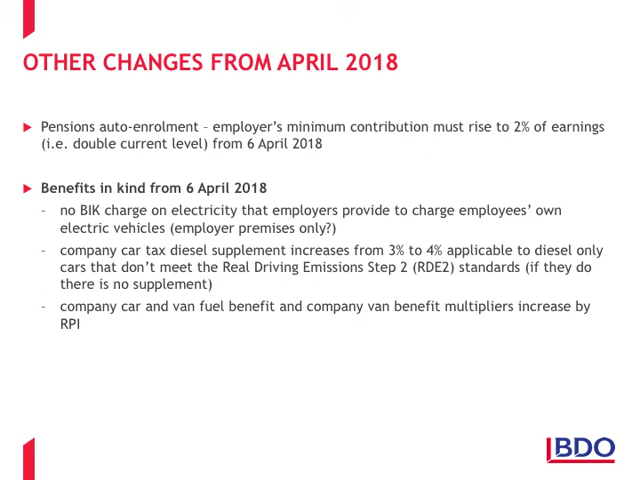 OTHER CHANGES FROM APRIL 2018
Pensions auto-enrolment – employer’s minimum contribution must rise to 2% of earnings
(i.e. double current level) from 6 April 2018
Benefits in kind from 6 April 2018
– no BIK charge on electricity that employers provide to charge employees’ own
electric vehicles (employer premises only?)
– company car tax diesel supplement increases from 3% to 4% applicable to diesel only
cars that don’t meet the Real Driving Emissions Step 2 (RDE2) standards (if they do
there is no supplement)
– company car and van fuel benefit and company van benefit multipliers increase by
RPI
BDO